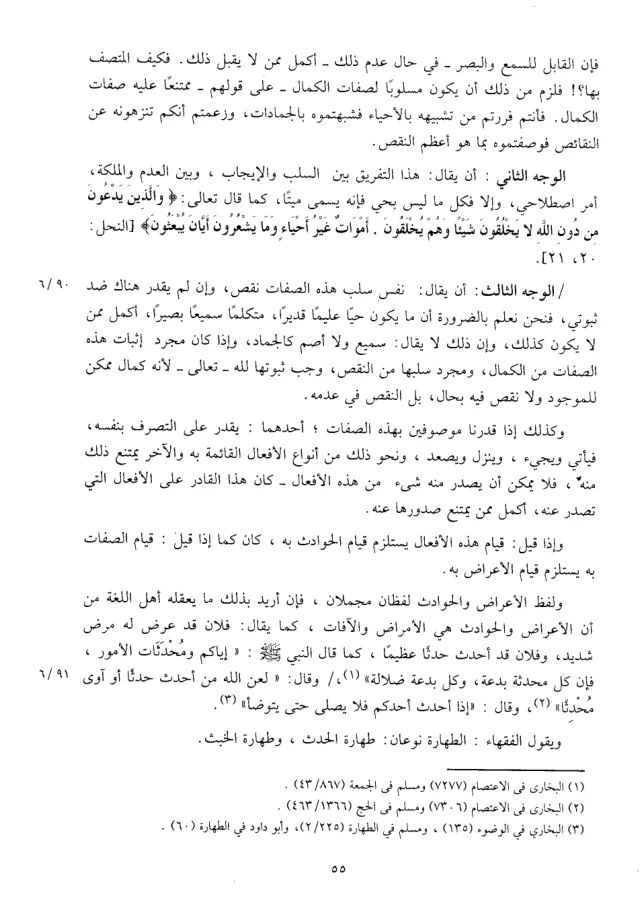 فإن القابل للسمع والبصر ـ في حال عدم ذلك ـ أكمل ممن لا يقبل ذلك. فكيف المتصف
بها؟! فلزم من ذلك أن يكون مسلوبًا لصفات الكمال ـ على قولهم ـ ممتنعًا عليه صفات
الكمال. فأنتم فررتم من تشبيهه بالأحياء فشبهتموه بالجمادات، وزعمتم أنكم تنزهونه عن
النقائص فوصفتموه بما هو أعظم النقص.
الوجه الثاني : أن يقال: هذا التفريق بين السلب والإيجاب ، وبين العدم والملكة،
أمر اصطلاحي، وإلا فكل ما ليس بحي فإنه يسمى ميتًا، كما قال تعالى: ﴿ وَالَّذِينَ يَدْعُونَ
مِن دُونِ اللَّهِ لا يَخْلُقُونَ شَيْئًا وَهُمْ يُخْلَقُونَ . أَمْوَاتٌ غَيْرُ أَحْيَاءٍ وَمَا يَشْعُرُونَ أَيَّانَ يُبْعَثُونَ﴾ [النحل:
٢٠، ٢١].
/ الوجه الثالث: أن يقال: نفس سلب هذه الصفات نقص، وإن لم يقدر هناك ضد ٦/٩٠
ثبوتي، فنحن نعلم بالضرورة أن ما يكون حيًا عليمًا قديرًا، متكلمًا سميعًا بصيرًا، أكمل ممن
لا يكون كذلك، وإن ذلك لا يقال: سميع ولا أصم كالجماد، وإذا كان مجرد إثبات هذه
الصفات من الكمال، ومجرد سلبها من النقص، وجب ثبوتها لله ـ تعالى ـ لأنه كمال ممكن
للموجود ولا نقص فيه بحال، بل النقص في عدمه.
وكذلك إذا قدرنا موصوفين بهذه الصفات ؛ أحدهما : يقدر على التصرف بنفسه،
فيأتي ويجيء ، وينزل ويصعد ، ونحو ذلك من أنواع الأفعال القائمة به والآخر يمتنع ذلك
منه ، فلا يمكن أن يصدر منه شىء من هذه الأفعال ـ كان هذا القادر على الأفعال التي
تصدر عنه، أكمل ممن يمتنع صدورها عنه.
وإذا قيل: قيام هذه الأفعال يستلزم قيام الحوادث به ، كان كما إذا قيل : قيام الصفات
به يستلزم قيام الأعراض به.
ولفظ الأعراض والحوادث لفظان مجملان ، فإن أريد بذلك ما يعقله أهل اللغة من
أن الأعراض والحوادث هي الأمراض والآفات ، كما يقال: فلان قد عرض له مرض
شديد، وفلان قد أحدث حدثًا عظيمًا ، كما قال النبي ﷺ : « إياكم ومُحْدَثَات الأمور ،
فإن كل محدثة بدعة، وكل بدعة ضلالة» (١)،/ وقال: « لعن الله من أحدث حدثًا أو آوى ٦/٩١
مُحْدِثًا» (٢)، وقال : «إذا أحدث أحدكم فلا يصلى حتى يتوضأ» (٣).
ويقول الفقهاء : الطهارة نوعان: طهارة الحدث ، وطهارة الخبث.
(١) البخارى فى الاعتصام (٧٢٧٧) ومسلم فى الجمعة (٤٣/٨٦٧) .
(٢) البخارى فى الاعتصام (٧٣٠٦) ومسلم في الحج (٤٦٣/١٣٦٦) .
(٣) البخاري في الوضوء (١٣٥) ، ومسلم في الطهارة (٢/٢٢٥)، وأبو داود في الطهارة (٦٠) .
٥٥